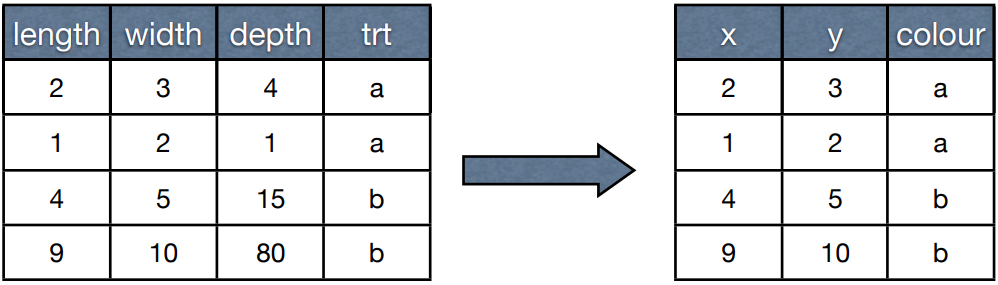 length width depth trt
2 3 4 a
1 2 1 a
4 5 15 b
9 10 80 b
x y colour
2 3 a
1 2 a
4 5 b
9 10 b